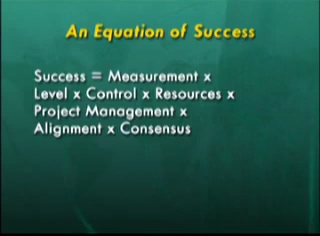 An Equation of Success
Success = Measurement x
Level x Control x Resources x
Project Management x
Alignment x Consensus